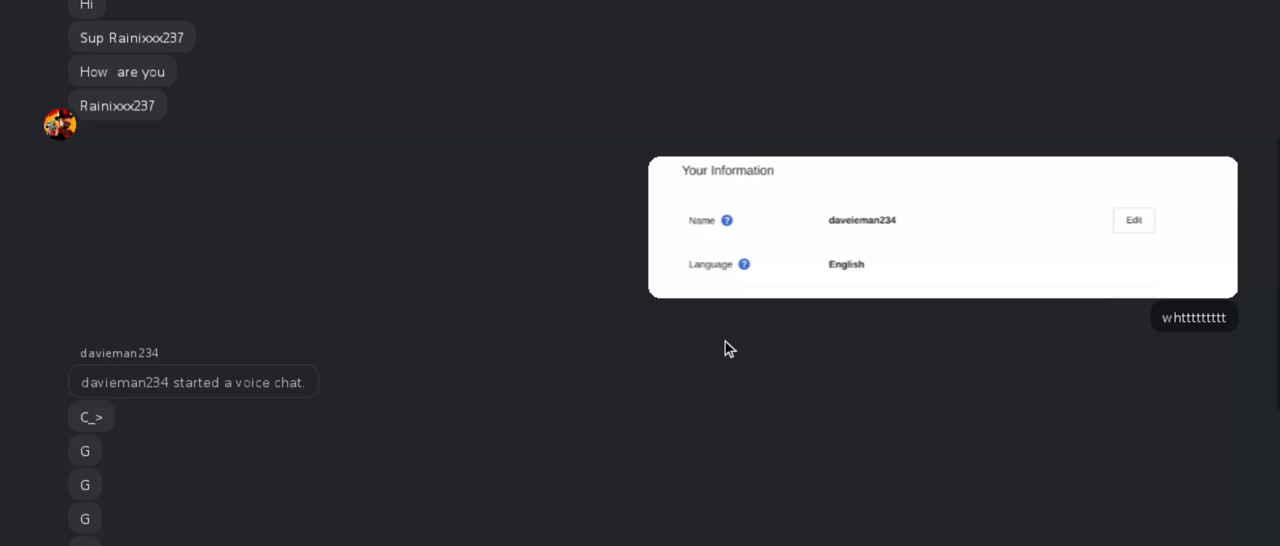 Hi
Sup Rainixxx237
How are you
Rainixxx237
Your Information
Name ? daveieman234 Edit
Language ? English
whttttttttt
davieman234
davieman234 started a voice chat.
C_>
G
G
G